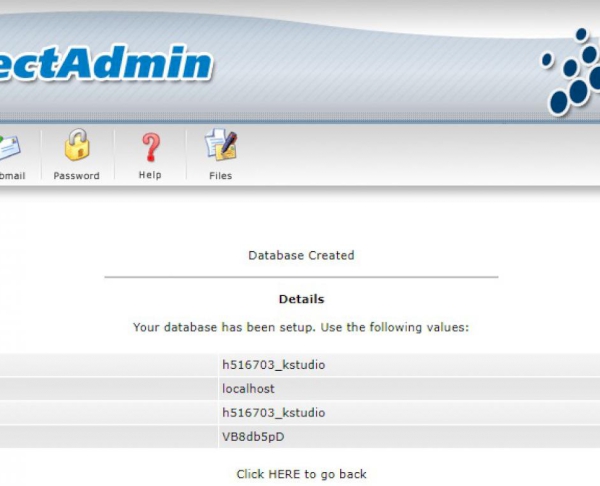 ectAdmin
bmail
Password
Help
Files
Database Created
Details
Your database has been setup. Use the following values:
h516703_kstudio
localhost
h516703_kstudio
VB8db5pD
Click HERE to go back